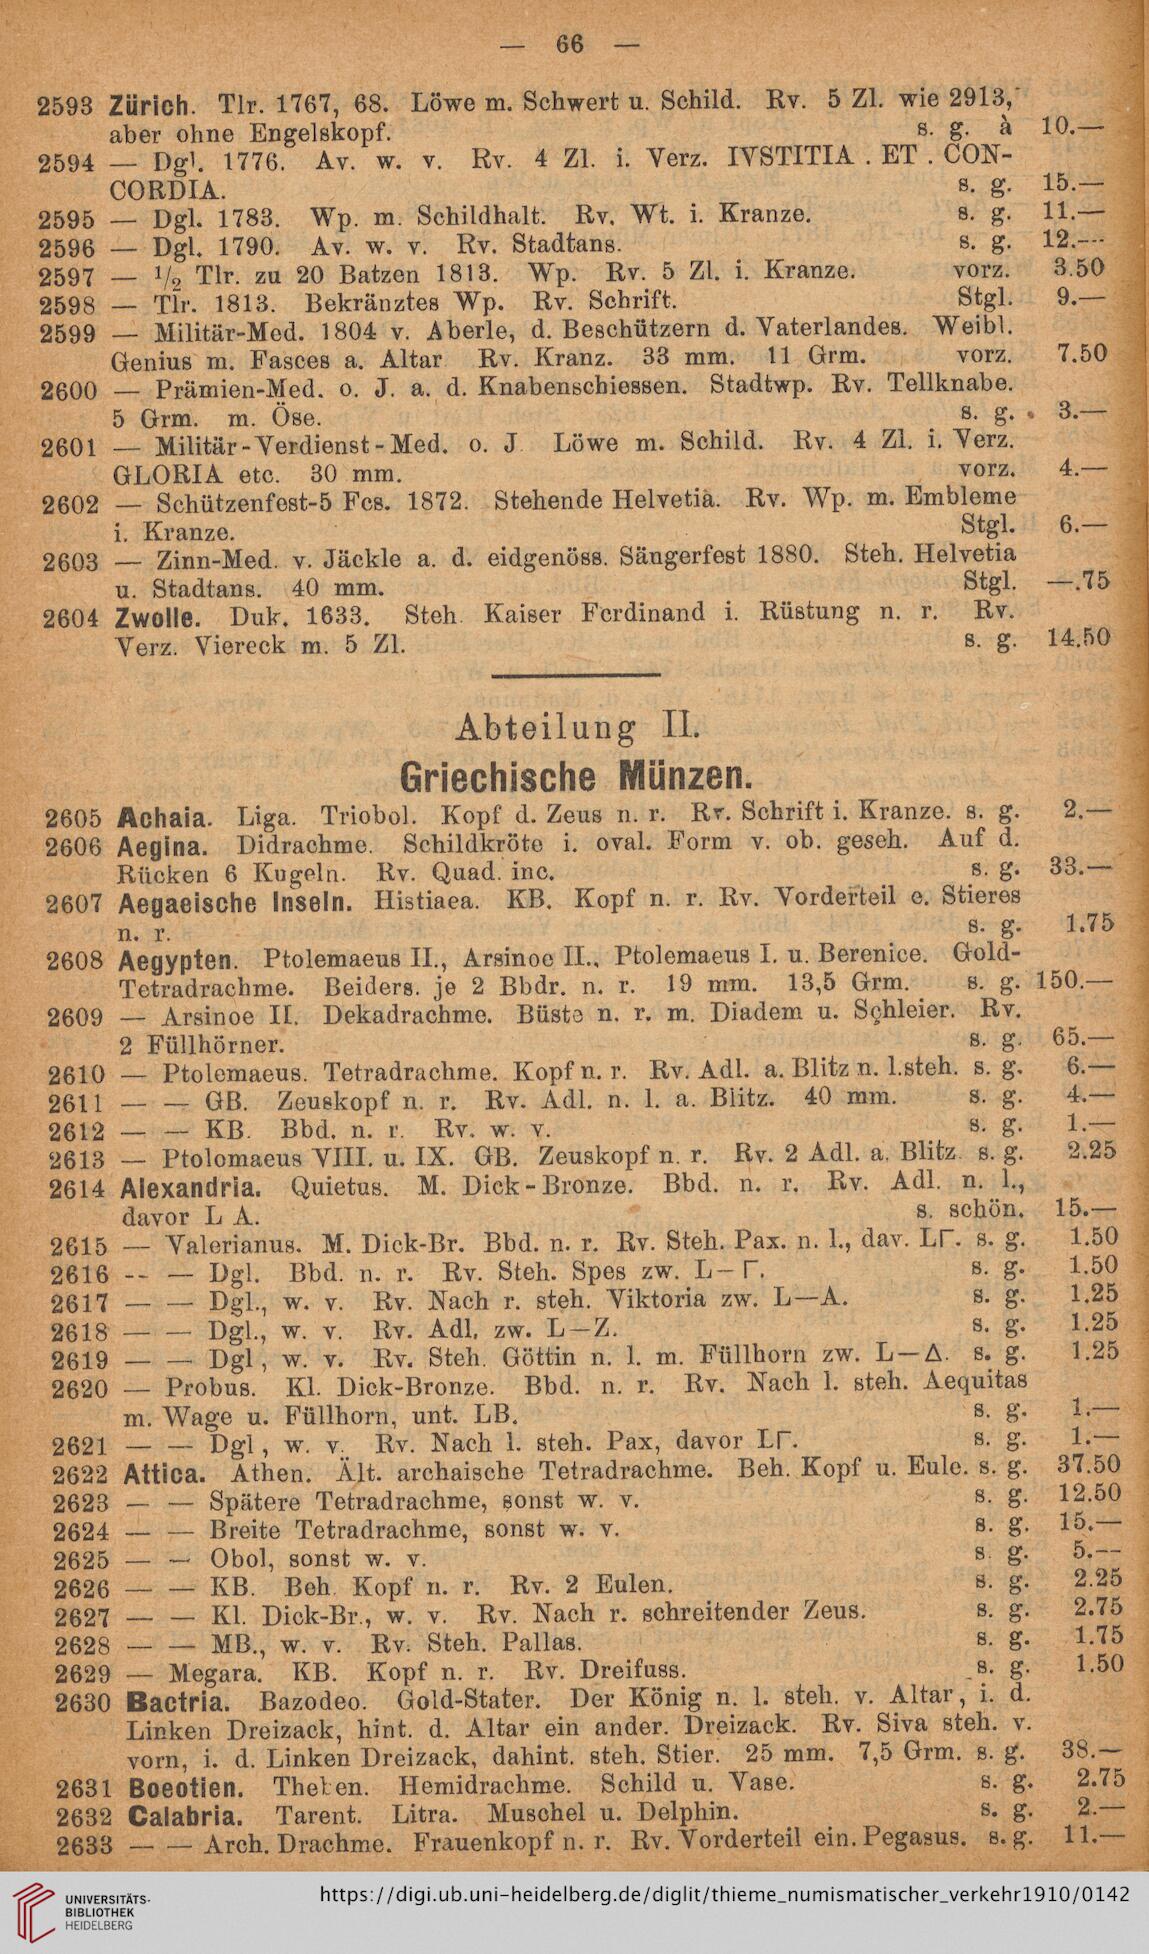 — 66 —
2593 Zürich. Tlr. 1767, 68. Löwe m. Schwert u. Schild. Rv. 5 Zl. wie 2913,
aber ohne Engelskopf. s. g. à 10.—
2594 — Dgl. 1776. Av. w. v. Rv. 4 Zl. i. Verz. IVSTITIA . ET . CON-
CORDIA. s. g. 15.—
2595 — Dgl. 1783. Wp. m. Schildhalt. Rv. Wt. i. Kranze. s. g. 11.—
2596 — Dgl. 1790. Av. w. v. Rv. Stadtans. s. g. 12.—
2597 — 1/2 Tlr. zu 20 Batzen 1813. Wp. Rv. 5 Zl. i. Kranze. vorz. 3.50
2598 — Tlr. 1813. Bekränztes Wp. Rv. Schrift. Stgl. 9.—
2599 — Militär-Med. 1804 v. Aberle, d. Beschützern d. Vaterlandes. Weibl.
Genius m. Fasces a. Altar Rv. Kranz. 33 mm. 11 Grm. vorz. 7.50
2600 — Prämien-Med. o. J. a. d. Knabenschiessen. Stadtwp. Rv. Tellknabe.
5 Grm. m. Öse. s. g. 3.—
2601 — Militär-Verdienst-Med. o. J Löwe m. Schild. Rv. 4 Zl. i. Verz.
GLORIA etc. 30 mm. vorz. 4.—
2602 — Schützenfest-5 Fcs. 1872. Stehende Helvetia. Rv. Wp. m. Embleme
i. Kranze. Stgl. 6.—
2603 — Zinn-Med. v. Jäckle a. d. eidgenöss. Sängerfest 1880. Steh. Helvetia
u. Stadtans. 40 mm. Stgl. —.75
2604 Zwolle. Duk. 1633. Steh. Kaiser Ferdinand i. Rüstung n. r. Rv.
Verz. Viereck m. 5 Zl. s. g. 14.50
Abteilung II.
Griechische Münzen.
2605 Achaia. Liga. Triobol. Kopf d. Zeus n. r. Rv. Schrift i. Kranze. s. g. 2.—
2606 Aegina. Didrachme. Schildkröte i. oval. Form v. ob. geseh. Auf d.
Rücken 6 Kugeln. Rv. Quad. inc. s. g. 33.—
2607 Aegaeische Inseln. Histiaea. KB. Kopf n. r. Rv. Vorderteil e. Stieres
n. r. s. g. 1.75
2608 Aegypten. Ptolemaeus II., Arsinoe II., Ptolemaeus I. u. Berenice. Gold-
Tetradrachme. Beiders. je 2 Bbdr. n. r. 19 mm. 13,5 Grm. s. g. 150.—
2609 — Arsinoe II. Dekadrachme. Büste n. r. m. Diadem u. Schleier. Rv.
2 Füllhörner. s. g. 65.—
2610 — Ptolemaeus. Tetradrachme. Kopf n. r. Rv. Adl. a. Blitz n. l. steh. s. g. 6.—
2611 — — GB. Zeuskopf n. r. Rv. Adl. n. l. a. Blitz. 40 mm. s. g. 4.—
2612 — — KB. Bbd. n. r. Rv. w. v. s. g. 1.—
2613 — Ptolomaeus VIII. u. IX. GB. Zeuskopf n. r. Rv. 2 Adl. a. Blitz. s. g. 2.25
2614 Alexandria. Quietus. M. Dick-Bronze. Bbd. n. r. Rv. Adl. n. l.,
davor L A. s. schön. 15.—
2615 — Valerianus. M. Dick-Br. Bbd. n. r. Rv. Steh. Pax. n. l., dav. LΓ. s. g. 1.50
2616 — — Dgl. Bbd. n. r. Rv. Steh. Spes zw. L—Γ. s. g. 1.50
2617 — — Dgl., w. v. Rv. Nach r. steh. Viktoria zw. L—A. s. g. 1.25
2618 — — Dgl., w. v. Rv. Adl. zw. L—Z. s. g. 1.25
2619 — — Dgl, w. v. Rv. Steh. Göttin n. l. m. Füllhorn zw. L—Δ. s. g. 1.25
2620 — Probus. Kl. Dick-Bronze. Bbd. n. r. Rv. Nach l. steh. Aequitas
m. Wage u. Füllhorn, unt. LB. s. g. 1.—
2621 — — Dgl, w. v. Rv. Nach l. steh. Pax, davor LΓ. s. g. 1.—
2622 Attica. Athen. Ält. archaische Tetradrachme. Beh. Kopf u. Eule. s. g. 37.50
2623 — — Spätere Tetradrachme, sonst w. v. s. g. 12.50
2624 — — Breite Tetradrachme, sonst w. v. s. g. 15.—
2625 — — Obol, sonst w. v. s. g. 5.—
2626 — — KB. Beh. Kopf n. r. Rv. 2 Eulen. s. g. 2.25
2627 — — Kl. Dick-Br., w. v. Rv. Nach r. schreitender Zeus. s. g. 2.75
2628 — — MB., w. v. Rv. Steh. Pallas. s. g. 1.75
2629 — Megara. KB. Kopf n. r. Rv. Dreifuss. s. g. 1.50
2630 Bactria. Bazodeo. Gold-Stater. Der König n. l. steh. v. Altar, i. d.
Linken Dreizack, hint. d. Altar ein ander. Dreizack. Rv. Siva steh. v.
vorn, i. d. Linken Dreizack, dahint. steh. Stier. 25 mm. 7,5 Grm. s. g. 38.—
2631 Boeotien. Theben. Hemidrachme. Schild u. Vase. s. g. 2.75
2632 Calabria. Tarent. Litra. Muschel u. Delphin. s. g. 2.—
2633 — — Arch. Drachme. Frauenkopf n. r. Rv. Vorderteil ein. Pegasus. s. g. 11.—
UNIVERSITÄTS-
BIBLIOTHEK
HEIDELBERG
https://digi.ub.uni-heidelberg.de/diglit/thieme_numismatischer_verkehr1910/0142